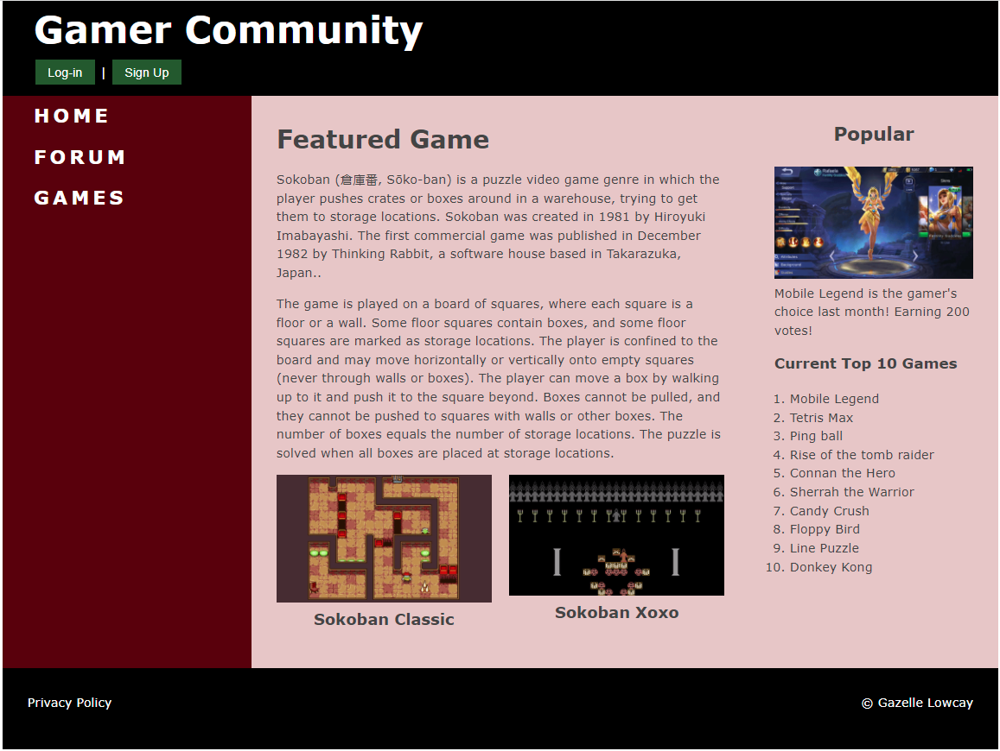 Gamer Community
Log-in | Sign Up
HOME
FORUM
GAMES
Featured Game
Sokoban (倉庫番, Sōko-ban) is a puzzle video game genre in which the
player pushes crates or boxes around in a warehouse, trying to get
them to storage locations. Sokoban was created in 1981 by Hiroyuki
Imabayashi. The first commercial game was published in December
1982 by Thinking Rabbit, a software house based in Takarazuka,
Japan..
The game is played on a board of squares, where each square is a
floor or a wall. Some floor squares contain boxes, and some floor
squares are marked as storage locations. The player is confined to the
board and may move horizontally or vertically onto empty squares
(never through walls or boxes). The player can move a box by walking
up to it and push it to the square beyond. Boxes cannot be pulled, and
they cannot be pushed to squares with walls or other boxes. The
number of boxes equals the number of storage locations. The puzzle is
solved when all boxes are placed at storage locations.
Sokoban Classic
Sokoban Xoxo
Popular
Rafaela
Skins
Attributes
Background
Guides
Mobile Legend is the gamer's
choice last month! Earning 200
votes!
Current Top 10 Games
1. Mobile Legend
2. Tetris Max
3. Ping ball
4. Rise of the tomb raider
5. Connan the Hero
6. Sherrah the Warrior
7. Candy Crush
8. Floppy Bird
9. Line Puzzle
10. Donkey Kong
Privacy Policy
© Gazelle Lowcay